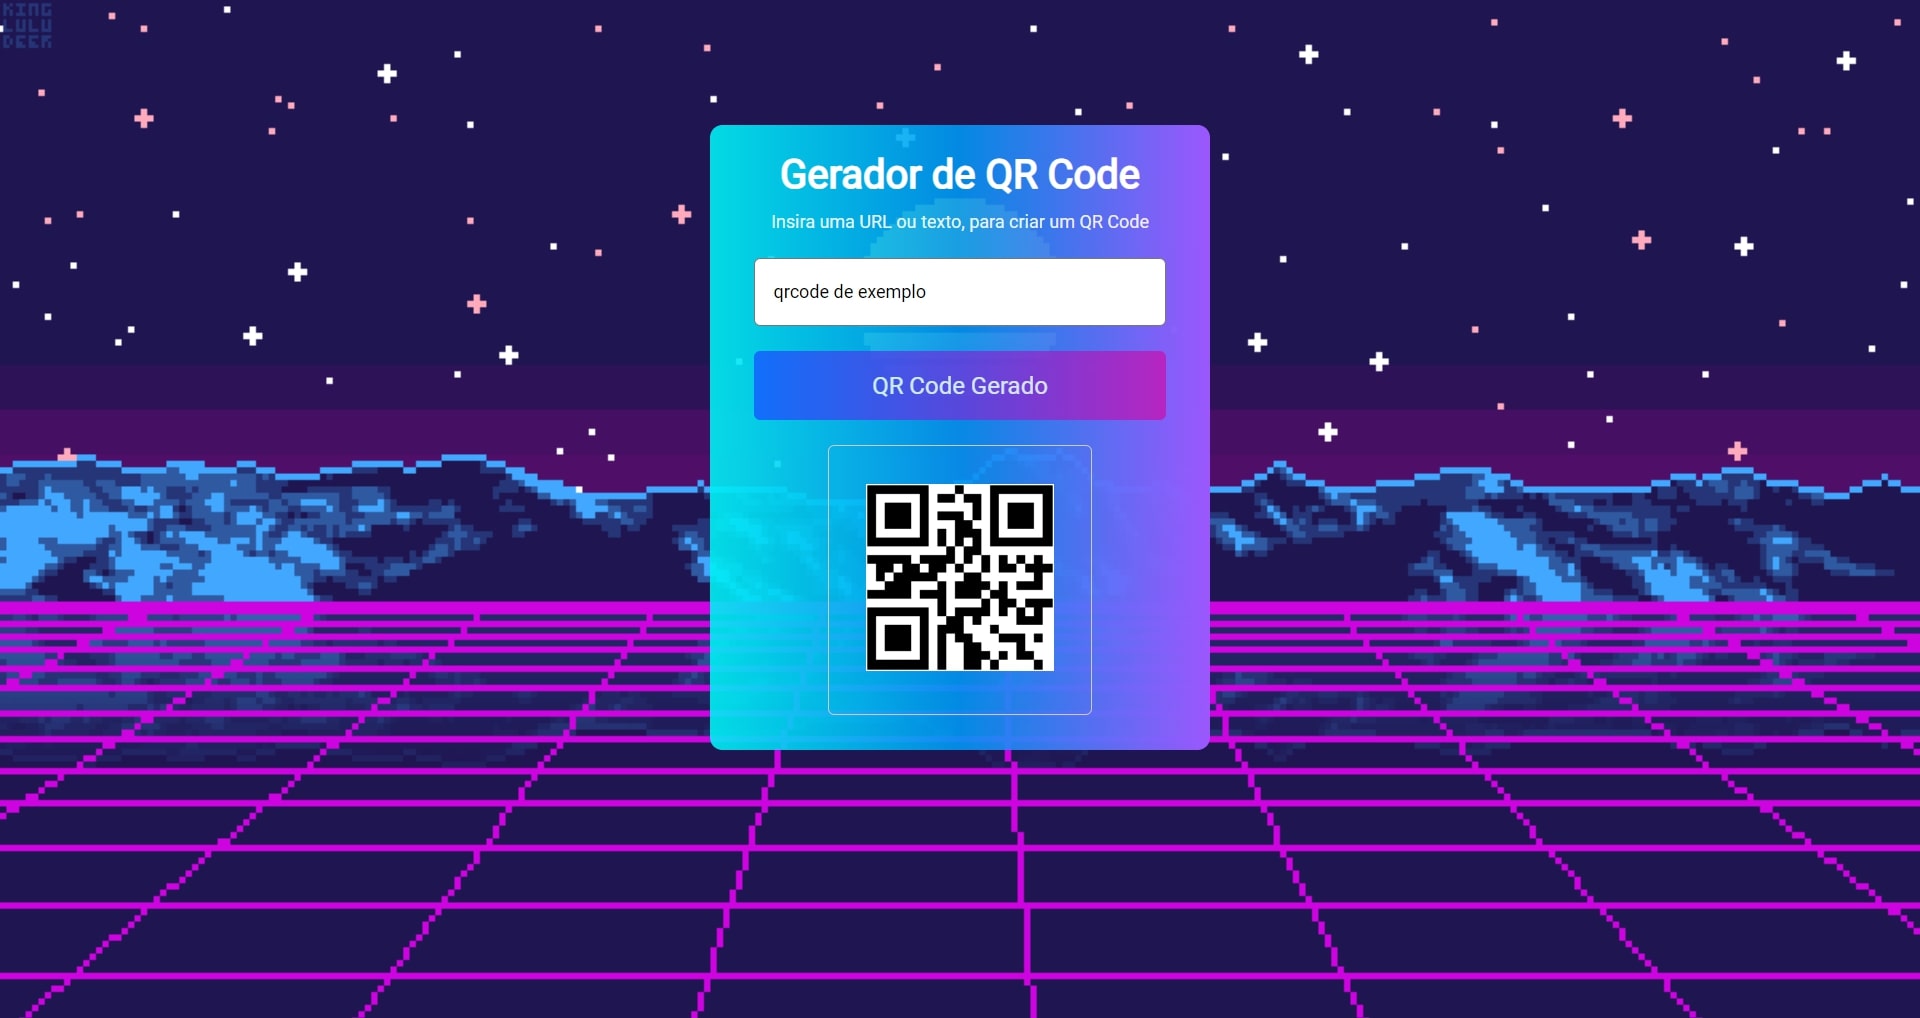 KING
LULU
DEER
Gerador de QR Code
Insira uma URL ou texto, para criar um QR Code
qrcode de exemplo
QR Code Gerado